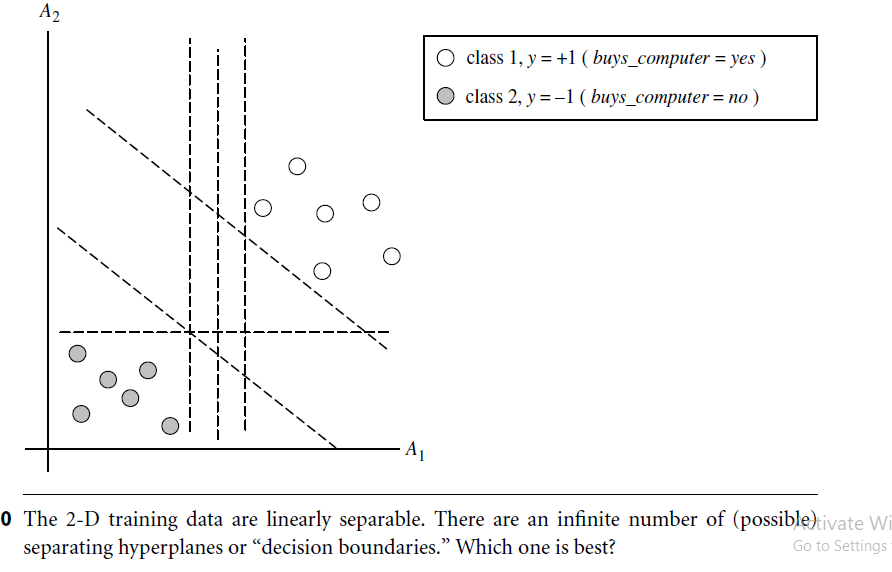 A2
class 1, y = +1 ( buys_computer = yes )
class 2, y = –1 ( buys_computer = no )
A1
0 The 2-D training data are linearly separable. There are an infinite number of (possible)
separating hyperplanes or “decision boundaries.” Which one is best?
Activate Wi
Go to Settings